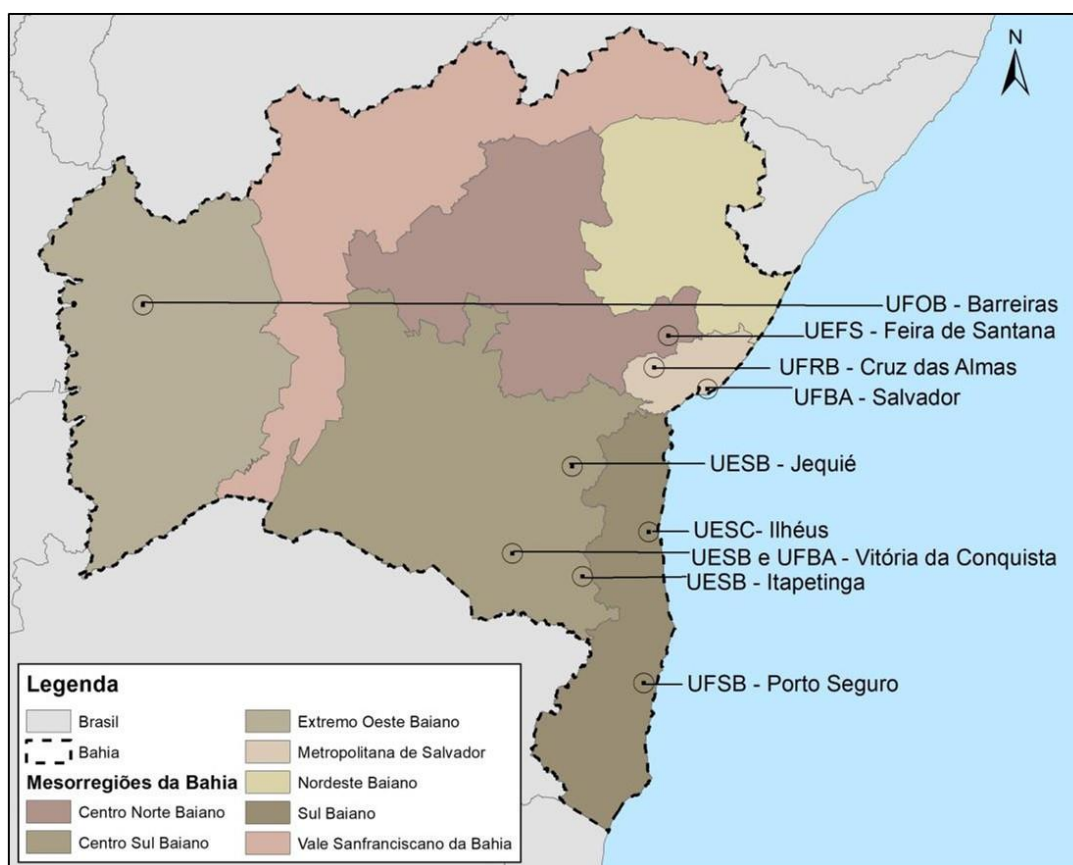 N
UFOB - Barreiras
UEFS - Feira de Santana
UFRB - Cruz das Almas
UFBA - Salvador
UESB - Jequié
UESC- Ilhéus
UESB e UFBA - Vitória da Conquista
UESB - Itapetinga
UFSB - Porto Seguro
Legenda
Brasil
Bahia
Mesorregiões da Bahia
Centro Norte Baiano
Centro Sul Baiano
Extremo Oeste Baiano
Metropolitana de Salvador
Nordeste Baiano
Sul Baiano
Vale Sanfranciscano da Bahia